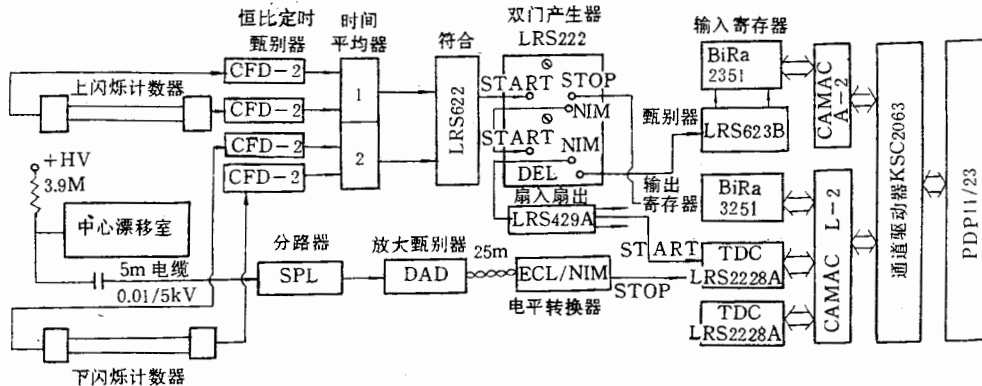 恒比定时
甄别器
时间
平均器
符合
双门产生器
LRS222
输入寄存器
CFD-2
CFD-2
CFD-2
CFD-2
上闪烁计数器
1
2
LRS622
START
STOP
NIM
START
NIM
DEL
BiRa
2351
甄别器
LRS623B
CAMAC
A-2
+HV
3.9M
中心漂移室
5m 电缆
0.01/5kV
扇入扇出
LRS429A
输出
寄存器
BiRa
3251
START
分路器
SPL
放大甄别器
DAD
25m
ECL/NIM
电平转换器
STOP
TDC
LRS2228A
TDC
LRS2228A
CAMAC L-2
通道驱动器KSC2063
PDP11/23
下闪烁计数器